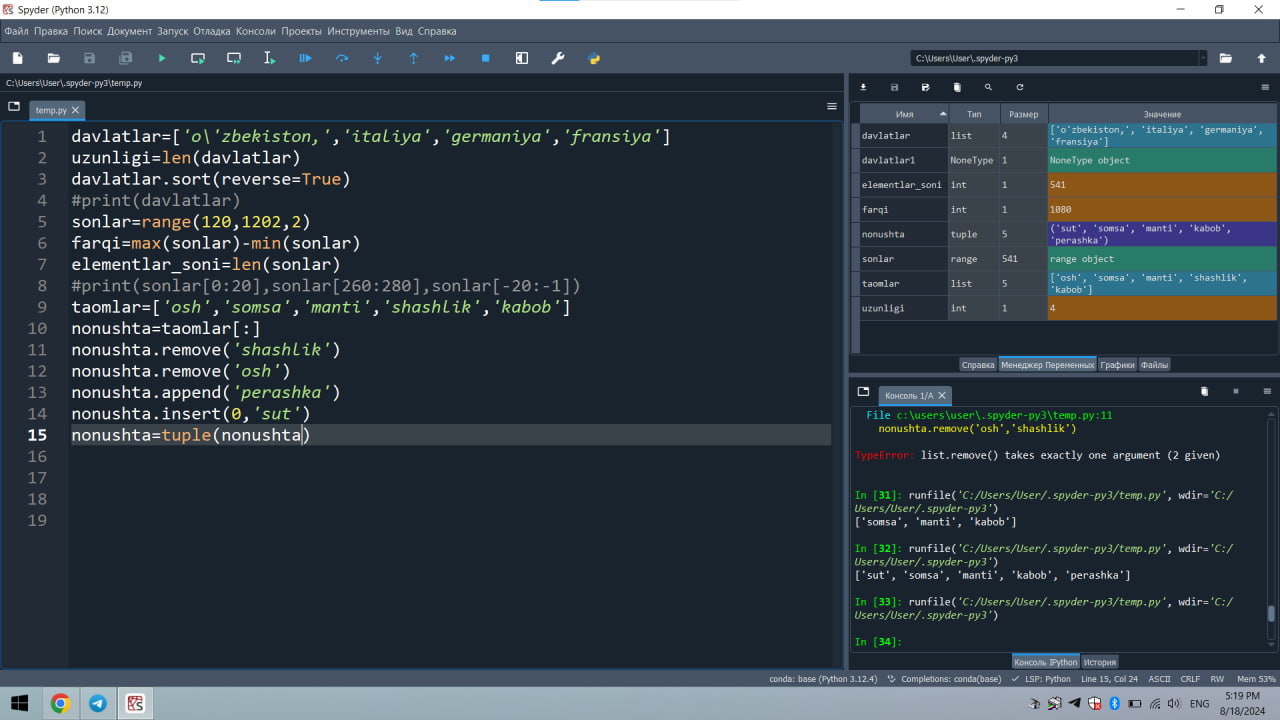 Spyder (Python 3.12)
Файл Правка Поиск Документ Запуск Отладка Консоли Проекты Инструменты Вид Справка
C:\Users\User\.spyder-py3
C:\Users\User\.spyder-py3\temp.py
temp.py
1 davlatlar=['o\'zbekiston,','italiya','germaniya','fransiya']
2 uzunligi=len(davlatlar)
3 davlatlar.sort(reverse=True)
4 #print(davlatlar)
5 sonlar=range(120,1202,2)
6 farqi=max(sonlar)-min(sonlar)
7 elementlar_soni=len(sonlar)
8 #print(sonlar[0:20],sonlar[260:280],sonlar[-20:-1])
9 taomlar=['osh','somsa','manti','shashlik','kabob']
10 nonushta=taomlar[:]
11 nonushta.remove('shashlik')
12 nonushta.remove('osh')
13 nonushta.append('perashka')
14 nonushta.insert(0,'sut')
15 nonushta=tuple(nonushta)
16
17
18
19
Имя Тип Размер Значение
davlatlar list 4 ['o'zbekiston,', 'italiya', 'germaniya',
'fransiya']
davlatlar1 NoneType 1 NoneType object
elementlar_soni int 1 541
farqi int 1 1080
nonushta tuple 5 ('sut', 'somsa', 'manti', 'kabob',
'perashka')
sonlar range 541 range object
taomlar list 5 ['osh', 'somsa', 'manti', 'shashlik',
'kabob']
uzunligi int 1 4
Справка Менеджер Переменных Графики Файлы
Консоль 1/A
File c:\users\user\.spyder-py3\temp.py:11
nonushta.remove('osh','shashlik')
TypeError: list.remove() takes exactly one argument (2 given)
In [31]: runfile('C:/Users/User/.spyder-py3/temp.py', wdir='C:/
Users/User/.spyder-py3')
['somsa', 'manti', 'kabob']
In [32]: runfile('C:/Users/User/.spyder-py3/temp.py', wdir='C:/
Users/User/.spyder-py3')
['sut', 'somsa', 'manti', 'kabob', 'perashka']
In [33]: runfile('C:/Users/User/.spyder-py3/temp.py', wdir='C:/
Users/User/.spyder-py3')
In [34]:
Консоль IPython История
conda: base (Python 3.12.4) Completions: conda(base) LSP: Python Line 15, Col 24 ASCII CRLF RW Mem 53%
ENG
5:19 PM
8/18/2024